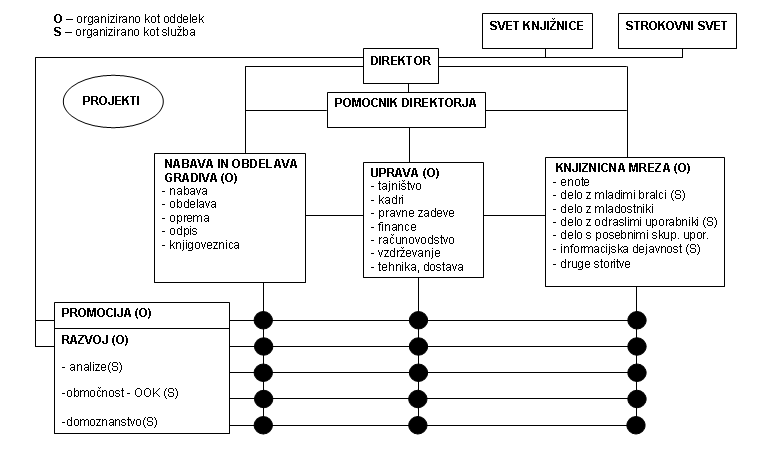 O – organizirano kot oddelek
S – organizirano kot služba
SVET KNJIŽNICE
STROKOVNI SVET
DIREKTOR
PROJEKTI
POMOCNIK DIREKTORJA
NABAVA IN OBDELAVA
GRADIVA (O)
- nabava
- obdelava
- oprema
- odpis
- knjigoveznica
UPRAVA (O)
- tajništvo
- kadri
- pravne zadeve
- finance
- računovodstvo
- vzdrževanje
- tehnika, dostava
KNJIZNICNA MREZA (O)
- enote
- delo z mladimi bralci (S)
- delo z mladostniki
- delo z odraslimi uporabniki (S)
- delo s posebnimi skup. upor.
- informacijska dejavnost (S)
- druge storitve
PROMOCIJA (O)
RAZVOJ (O)
- analize(S)
-območnost - OOK (S)
-domoznanstvo(S)